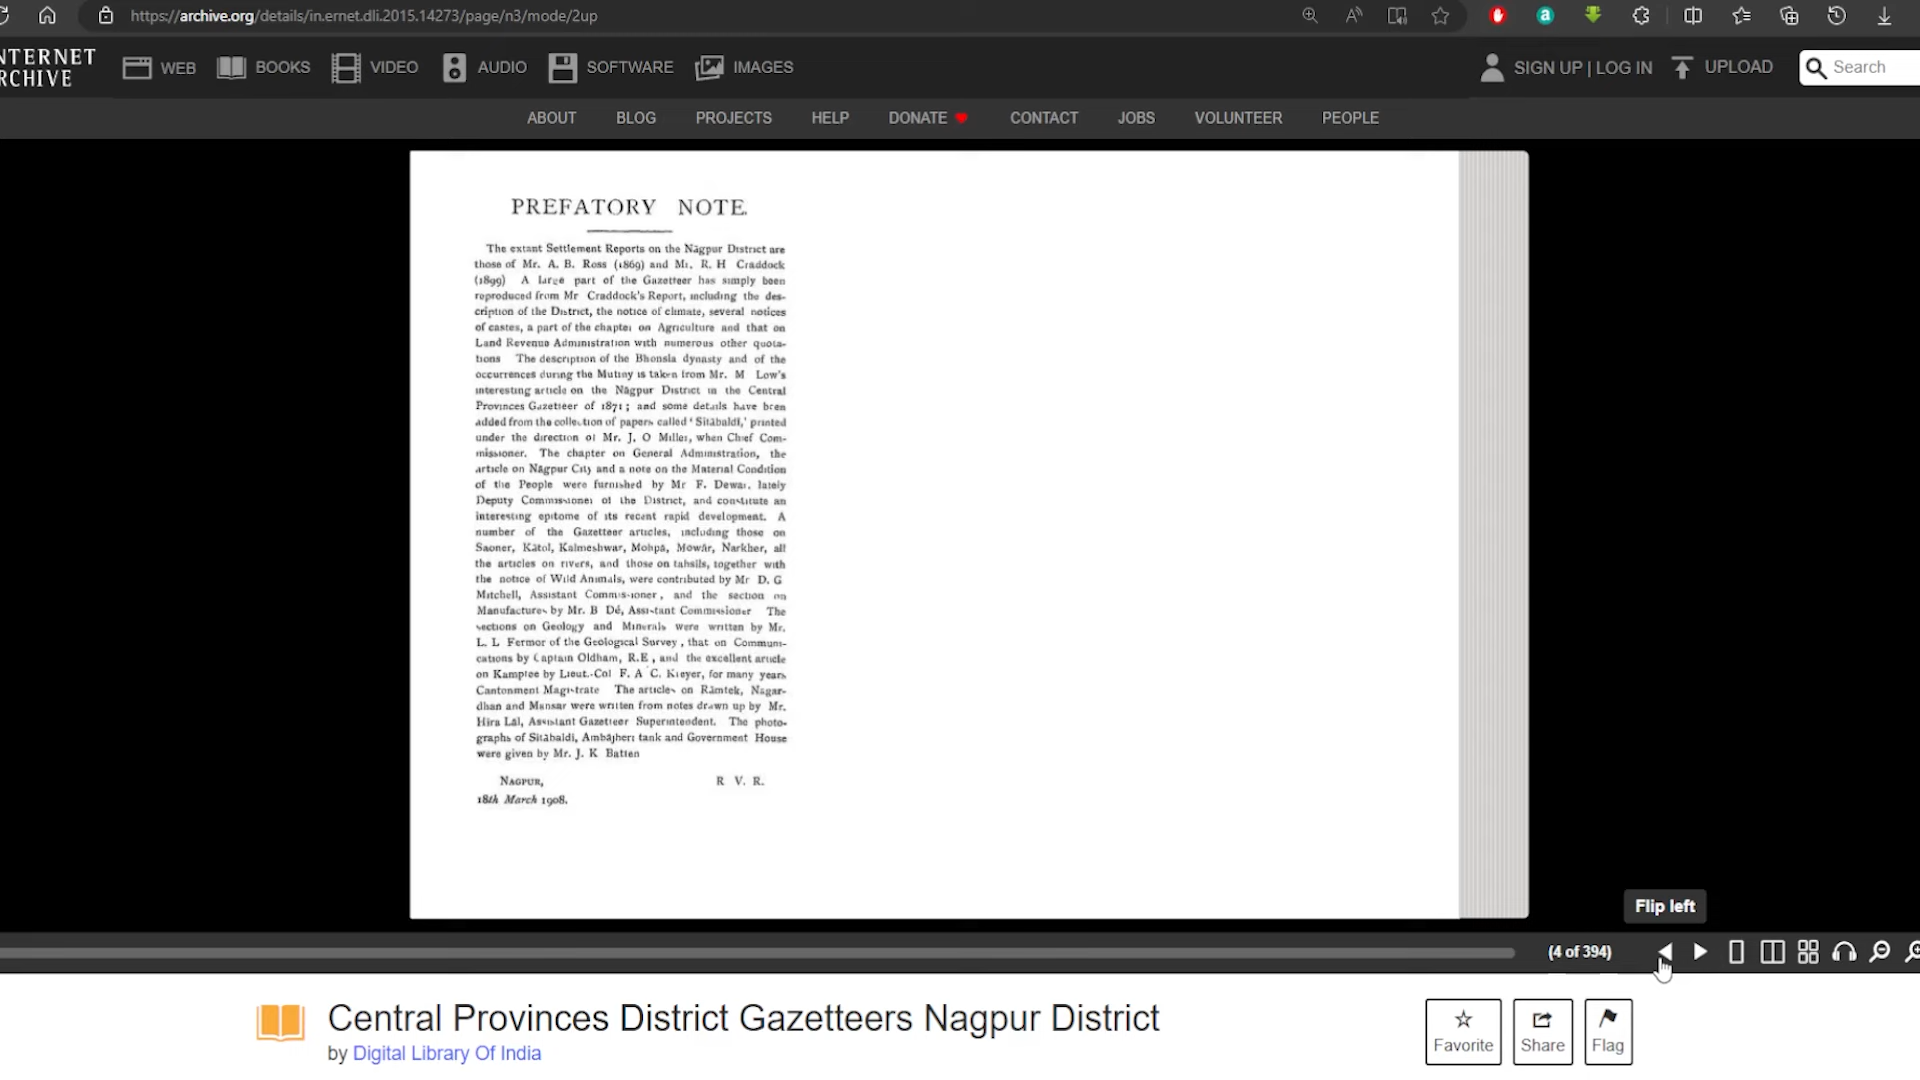 https://archive.org/details/in.ernet.dli.2015.14273/page/n3/mode/2up
NTERNET
RCHIVE
WEB BOOKS VIDEO AUDIO SOFTWARE IMAGES
SIGN UP | LOG IN UPLOAD Search
ABOUT BLOG PROJECTS HELP DONATE CONTACT JOBS VOLUNTEER PEOPLE
PREFATORY NOTE.
The extant Settlement Reports on the Nāgpur District are
those of Mr. A. B. Ross (1869) and Mr. R. H Craddock
(1899) A large part of the Gazetteer has simply been
reproduced from Mr Craddock's Report, including the des-
cription of the District, the notice of climate, several notices
of castes, a part of the chapter on Agriculture and that on
Land Revenue Administration with numerous other quota-
tions The description of the Bhonsla dynasty and of the
occurrences during the Mutiny is taken from Mr. M Low's
interesting article on the Nāgpur District in the Central
Provinces Gazetteer of 1871; and some details have been
added from the collection of papers called 'Sitābaldī,' printed
under the direction of Mr. J. O Miller, when Chief Com-
missioner. The chapter on General Administration, the
article on Nāgpur City and a note on the Material Condition
of the People were furnished by Mr F. Dewar, lately
Deputy Commissioner of the District, and constitute an
interesting epitome of its recent rapid development. A
number of the Gazetteer articles, including those on
Saoner, Kātol, Kalmeshwar, Mohpā, Mowār, Narkher, all
the articles on rivers, and those on tahsils, together with
the notice of Wild Animals, were contributed by Mr D. G
Mitchell, Assistant Commissioner, and the section on
Manufactures by Mr. B Dé, Assistant Commissioner The
sections on Geology and Minerals were written by Mr.
L. L Fermor of the Geological Survey, that on Communi-
cations by Captain Oldham, R.E, and the excellent article
on Kamptee by Lieut.-Col F. A C. Kreyer, for many years
Cantonment Magistrate The articles on Rāmtek, Nagar-
dhan and Mansar were written from notes drawn up by Mr.
Hira Lāl, Assistant Gazetteer Superintendent. The photo-
graphs of Sitābaldi, Ambājheri tank and Government House
were given by Mr. J. K Batten
NAGPUR, R V. R.
18th March 1908.
Flip left
(4 of 394)
Central Provinces District Gazetteers Nagpur District
by Digital Library Of India
Favorite Share Flag